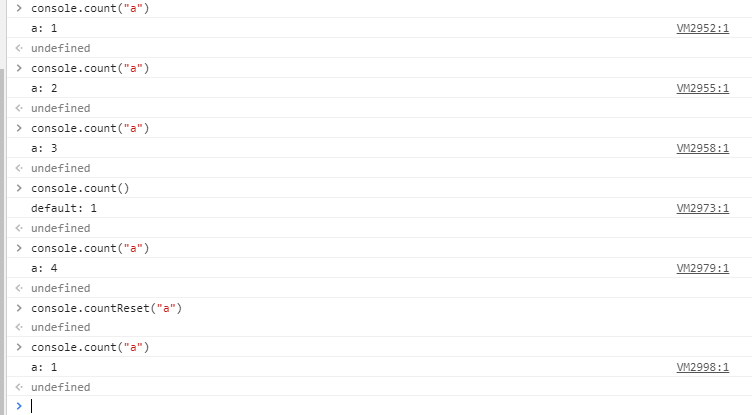 > console.count("a")
a: 1 VM2952:1
<· undefined
> console.count("a")
a: 2 VM2955:1
<· undefined
> console.count("a")
a: 3 VM2958:1
<· undefined
> console.count()
default: 1 VM2973:1
<· undefined
> console.count("a")
a: 4 VM2979:1
<· undefined
> console.countReset("a")
<· undefined
> console.count("a")
a: 1 VM2998:1
<· undefined
>